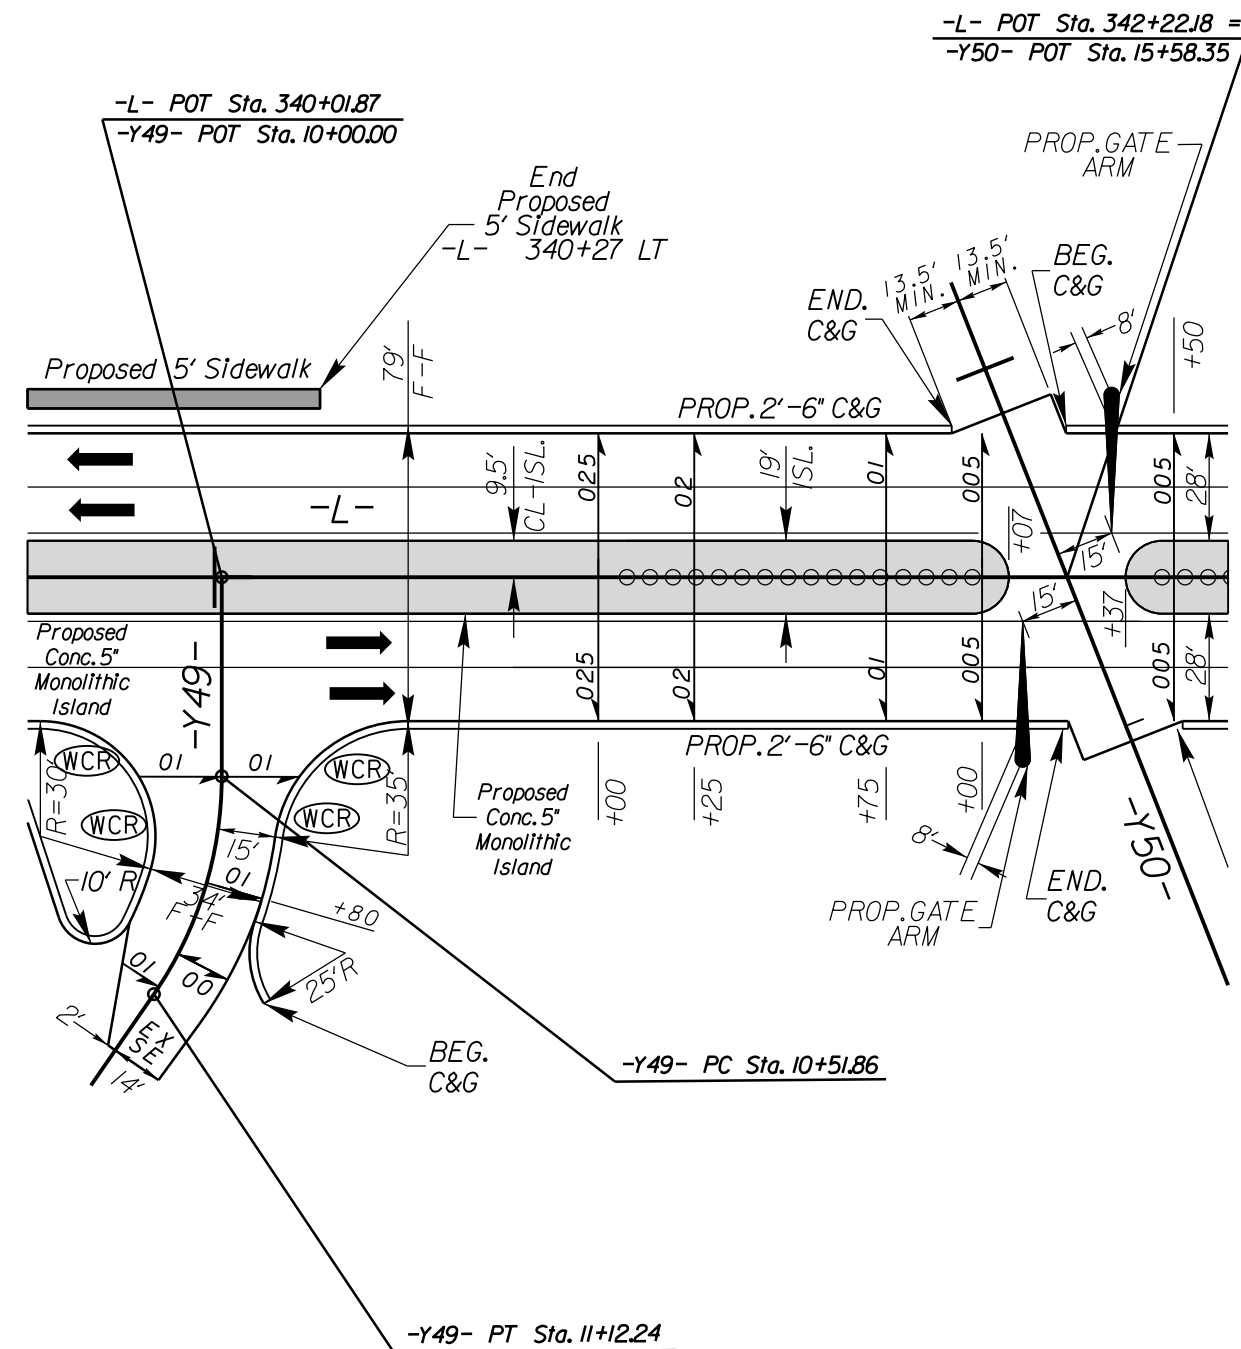 -L- POT Sta. 342+22.18 =
-Y50- POT Sta. 15+58.35
-L- POT Sta. 340+01.87
-Y49- POT Sta. 10+00.00
PROP. GATE
ARM
End
Proposed
5' Sidewalk
-L- 340+27 LT
13.5'
MIN.
13.5'
MIN.
BEG.
C&G
END.
C&G
8'
+50
79'
F-F
Proposed 5' Sidewalk
PROP. 2'-6" C&G
9.5'
CL-ISL.
025
02
19'
ISL.
01
005
005
28'
-L-
+07
15'
15'
+37
Proposed
Conc. 5"
Monolithic
Island
-Y49-
025
02
01
005
005
28'
PROP. 2'-6" C&G
WCR
01
01
WCR
R=30'
R=35'
+00
+25
+75
+00
Proposed
Conc. 5"
Monolithic
Island
WCR
WCR
15'
-Y50-
8'
10' R
01
34'
F-F
+80
END.
C&G
PROP. GATE
ARM
01
00
25'R
2'
EX
SE
14'
BEG.
C&G
-Y49- PC Sta. 10+51.86
-Y49- PT Sta. 11+12.24